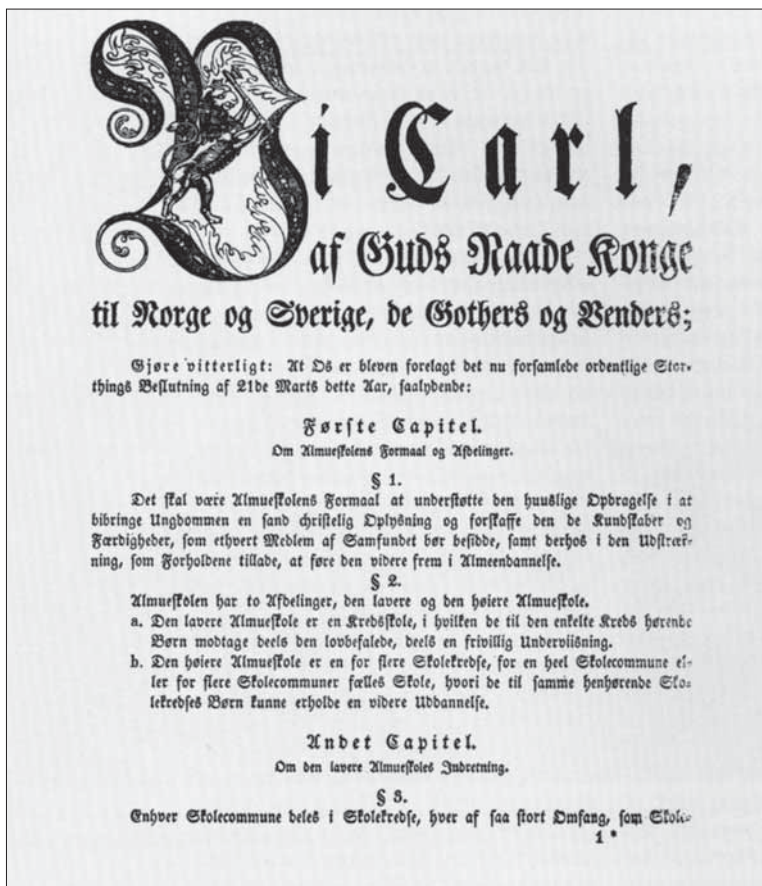 Vi Carl,
af Guds Naade Konge
til Norge og Sverige, de Gothers og Venders;
Gjøre vitterligt: At Os er bleven forelagt det nu forsamlede ordentlige Stor-
things Beslutning af 21de Marts dette Aar, saalydende:
Første Capitel.
Om Almueskolens Formaal og Afdelinger.
§ 1.
Det skal være Almueskolens Formaal at understøtte den huuslige Opdragelse i at
bibringe Ungdommen en sand christelig Oplysning og forskaffe den de Kundskaber og
Færdigheder, som ethvert Medlem af Samfundet bør besidde, samt derhos i den Udstræk-
ning, som Forholdene tillade, at føre den videre frem i Almeendannelse.
§ 2.
Almueskolen har to Afdelinger, den lavere og den høiere Almueskole.
a. Den lavere Almueskole er en Kredsskole, i hvilken de til den enkelte Kreds hørende
Børn modtage deels den lovbefalede, deels en frivillig Underviisning.
b. Den høiere Almueskole er en for flere Skolekredse, for en heel Skolecommune el-
ler for flere Skolecommuner fælles Skole, hvori de til samme henhørende Sko-
lekredses Børn kunne erholde en videre Uddannelse.
Andet Capitel.
Om den lavere Almueskoles Indretning.
§ 3.
Enhver Skolecommune deles i Skolekredse, hver af saa stort Omfang, som Skole-
1 *